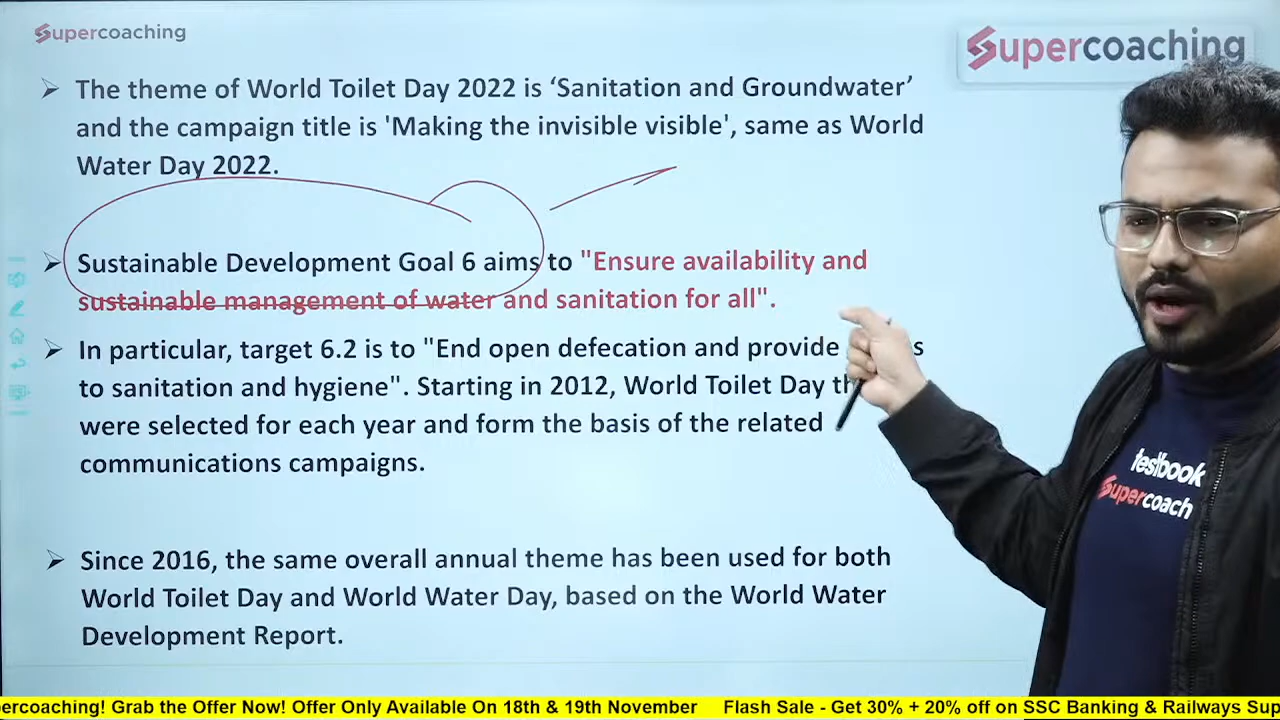 Supercoaching
Supercoaching
The theme of World Toilet Day 2022 is ‘Sanitation and Groundwater’
and the campaign title is 'Making the invisible visible', same as World
Water Day 2022.
Sustainable Development Goal 6 aims to "Ensure availability and
sustainable management of water and sanitation for all".
In particular, target 6.2 is to "End open defecation and provide
to sanitation and hygiene". Starting in 2012, World Toilet Day
were selected for each year and form the basis of the related
communications campaigns.
Since 2016, the same overall annual theme has been used for both
World Toilet Day and World Water Day, based on the World Water
Development Report.
testbook
Supercoach
percoaching! Grab the Offer Now! Offer Only Available On 18th & 19th November Flash Sale - Get 30% + 20% off on SSC Banking & Railways Sup